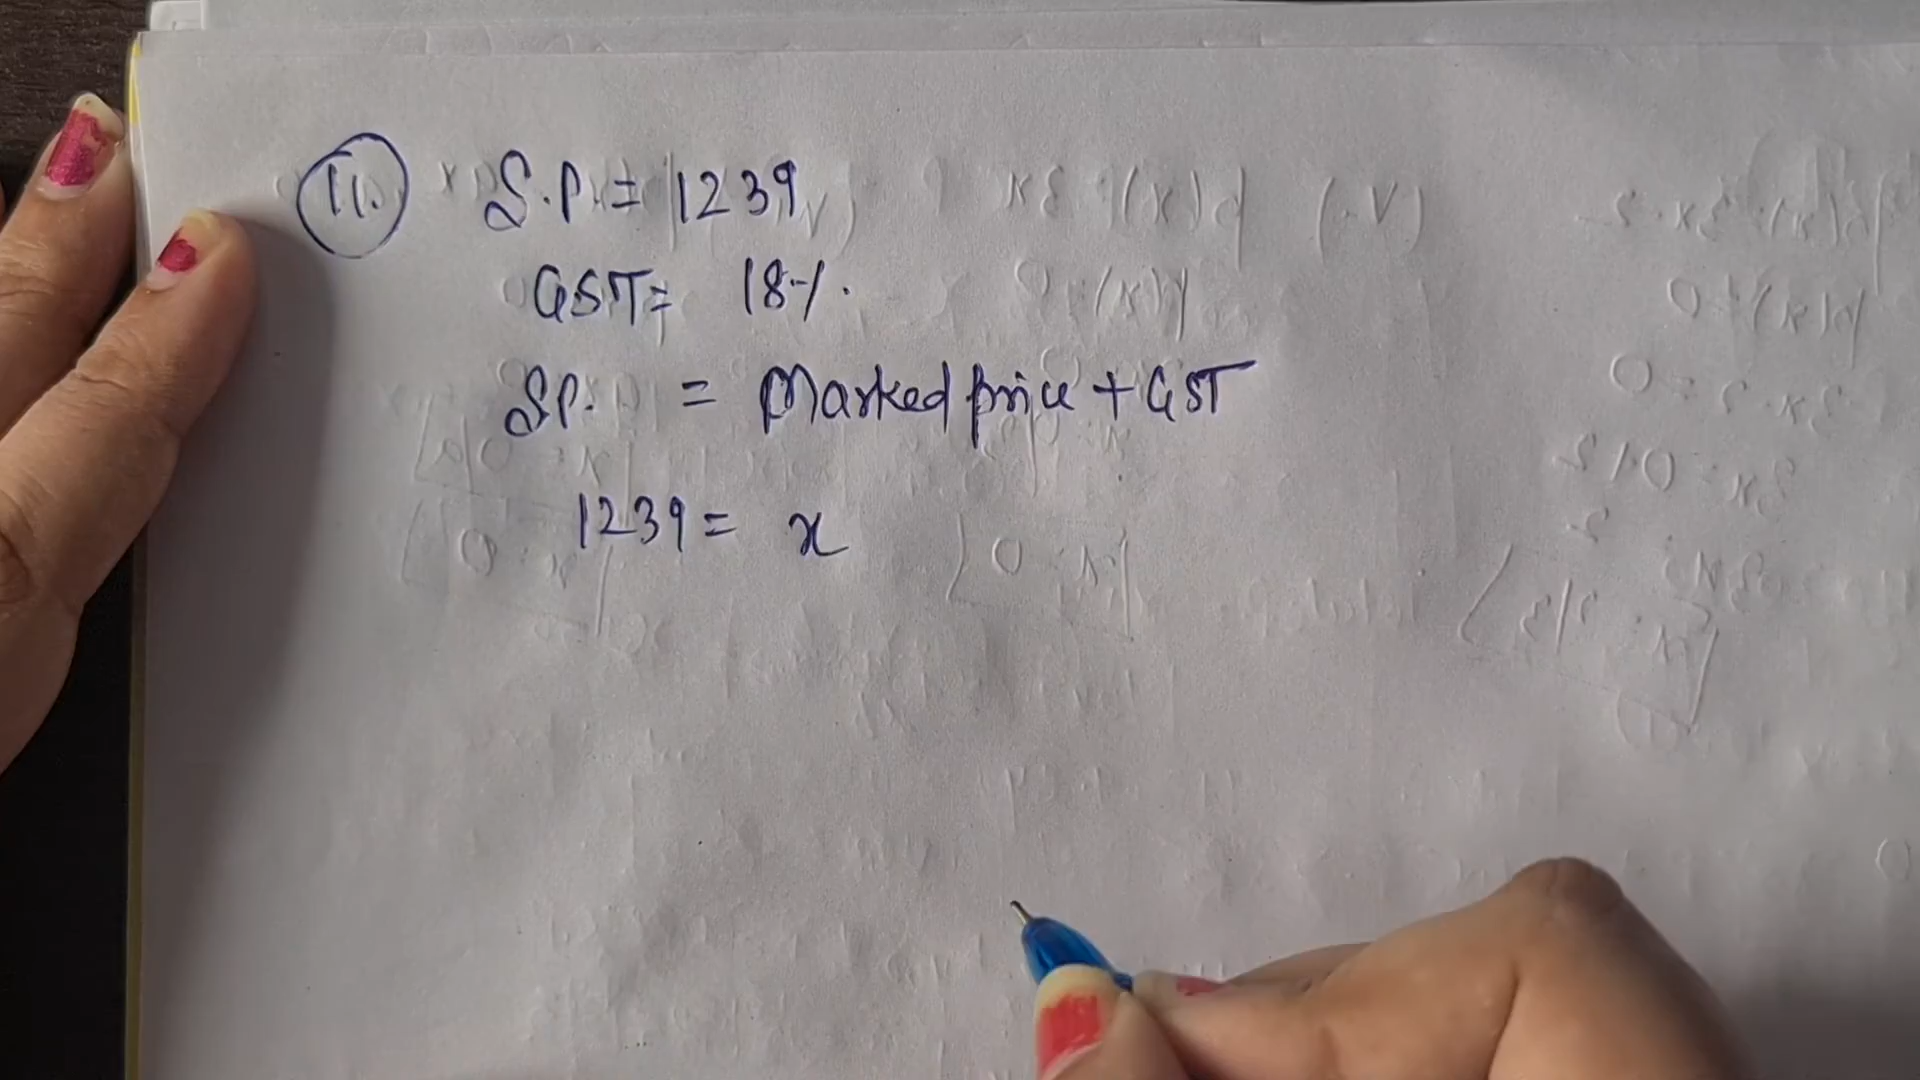 11. S.P = 1239
GST = 18%.
SP. = Marked price + GST
1239 = x